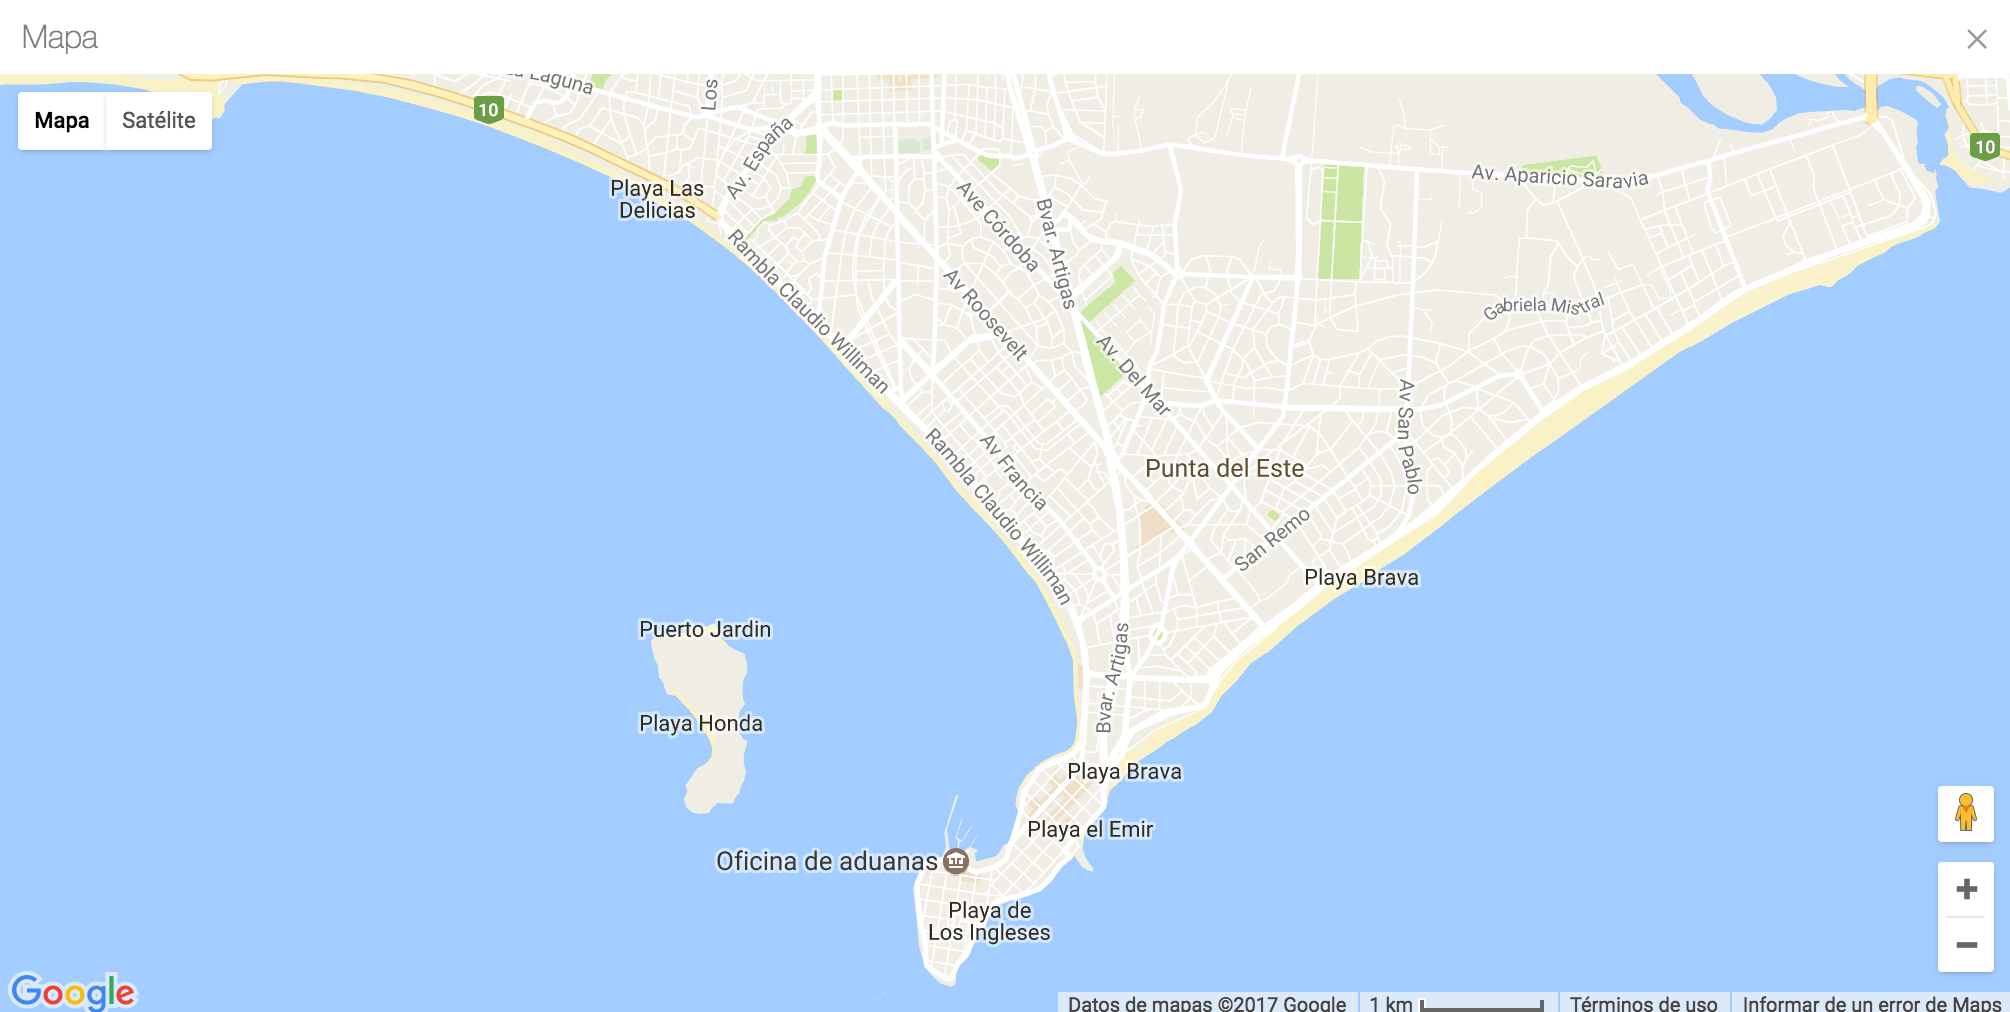 Mapa
Mapa
Satélite
Laguna
Los
10
Av. España
10
Av. Aparicio Saravia
Playa Las
Delicias
Ave Córdoba
Bvar. Artigas
Rambla Claudio Williman
Av Roosevelt
Gabriela Mistral
Av. Del Mar
Av San Pablo
Rambla Claudio Williman
Av Francia
Punta del Este
San Remo
Playa Brava
Puerto Jardin
Bvar. Artigas
Playa Honda
Playa Brava
Playa el Emir
Oficina de aduanas
Playa de
Los Ingleses
Google
Datos de mapas ©2017 Google
1 km
Términos de uso
Informar de un error de Maps